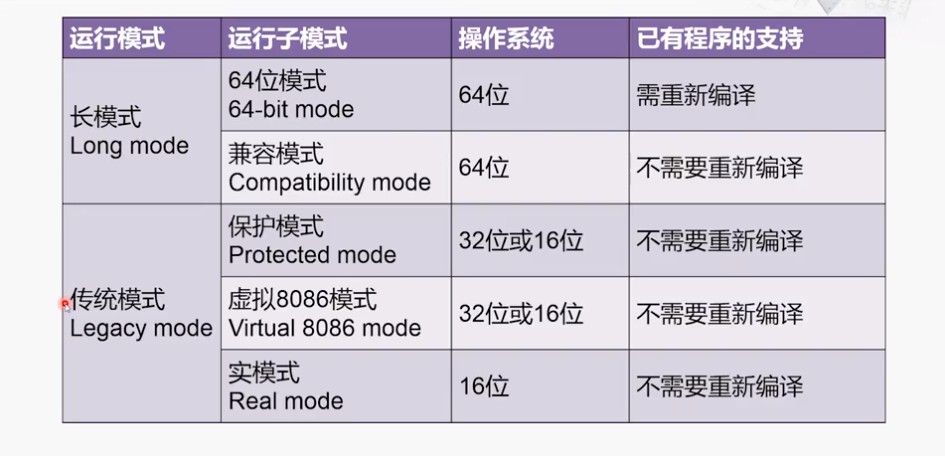 运行模式 运行子模式 操作系统 已有程序的支持
长模式
Long mode
64位模式
64-bit mode
64位
需重新编译
兼容模式
Compatibility mode
64位
不需要重新编译
传统模式
Legacy mode
保护模式
Protected mode
32位或16位
不需要重新编译
虚拟8086模式
Virtual 8086 mode
32位或16位
不需要重新编译
实模式
Real mode
16位
不需要重新编译